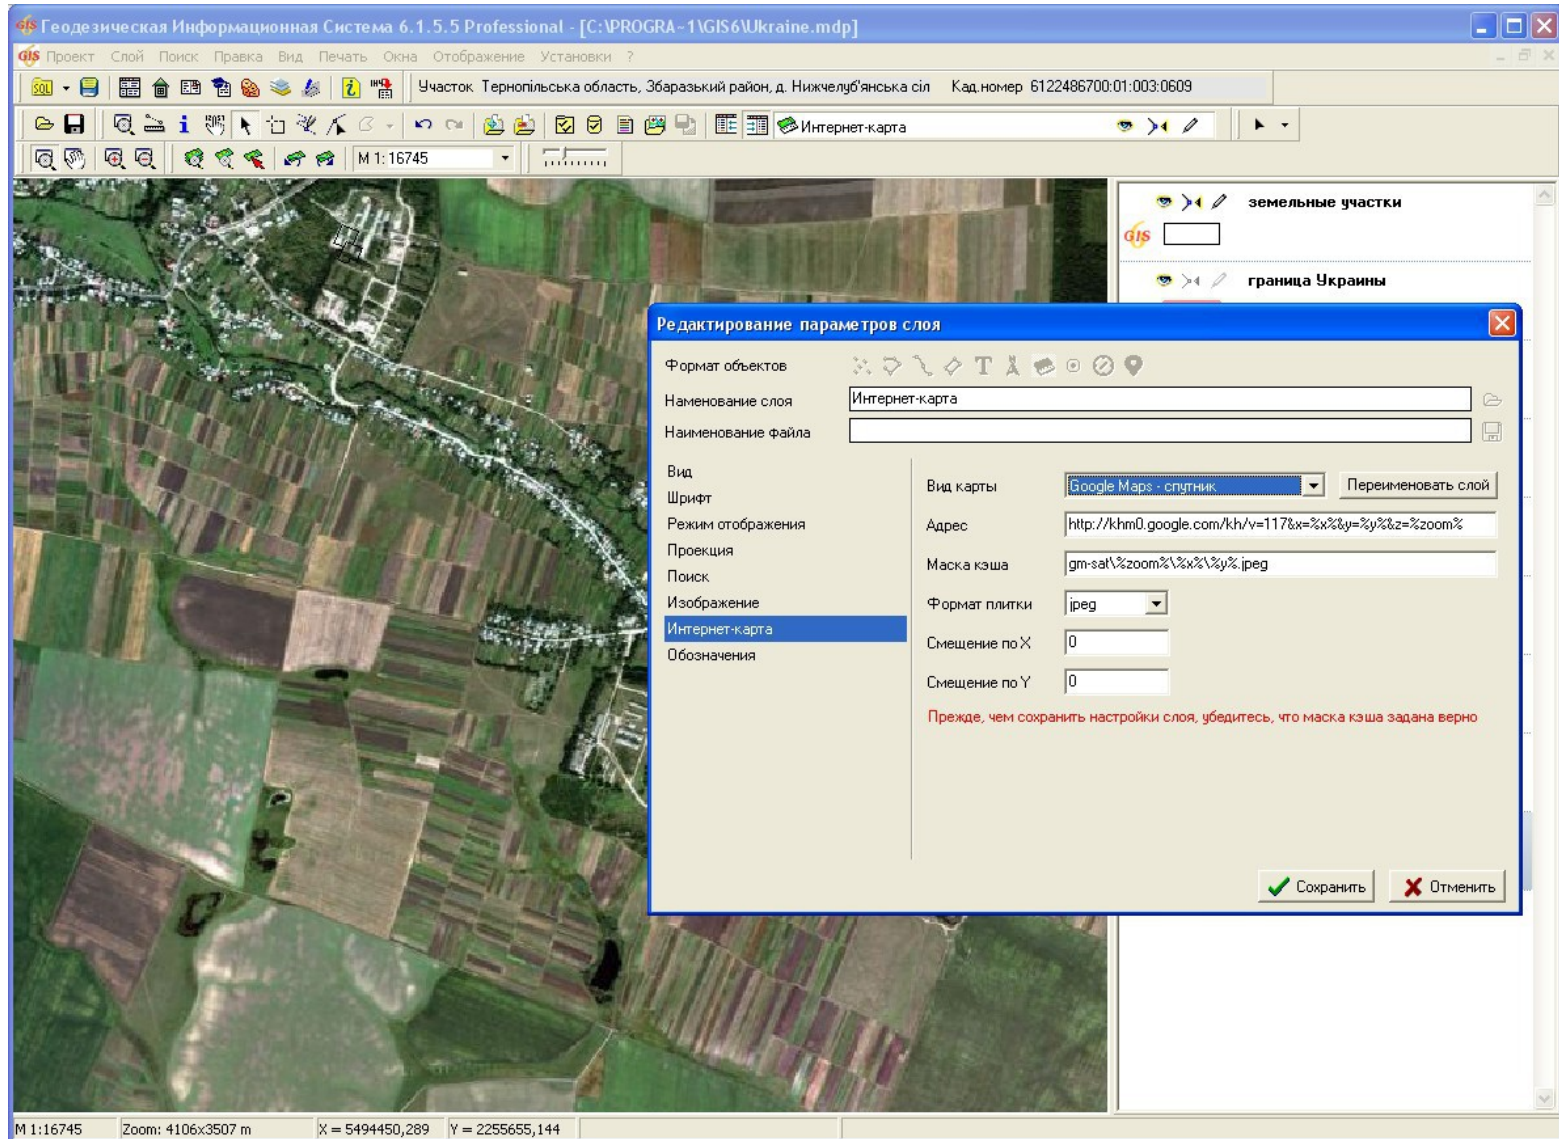 Геодезическая Информационная Система 6.1.5.5 Professional - [C:\PROGRA~1\GIS6\Ukraine.mdp]
GIS Проект Слой Поиск Правка Вид Печать Окна Отображение Установки ?
SQL Участок Тернопільська область, Збаразький район, д. Нижчелуб'янська сіл Кад.номер 6122486700:01:003:0609
Интернет-карта
M 1: 16745
земельные участки
GIS
граница Украины
Редактирование параметров слоя
Формат объектов
Наменование слоя Интернет-карта
Наименование файла
Вид
Шрифт
Режим отображения
Проекция
Поиск
Изображение
Интернет-карта
Обозначения
Вид карты Google Maps - спутник Переименовать слой
Адрес http://khm0.google.com/kh/v=117&x=%x%&y=%y%&z=%zoom%
Маска кэша gm-sat\%zoom%\%x%\%y%.jpeg
Формат плитки jpeg
Смещение по X 0
Смещение по Y 0
Прежде, чем сохранить настройки слоя, убедитесь, что маска кэша задана верно
Сохранить Отменить
M 1:16745 Zoom: 4106x3507 m X = 5494450,289 Y = 2255655,144